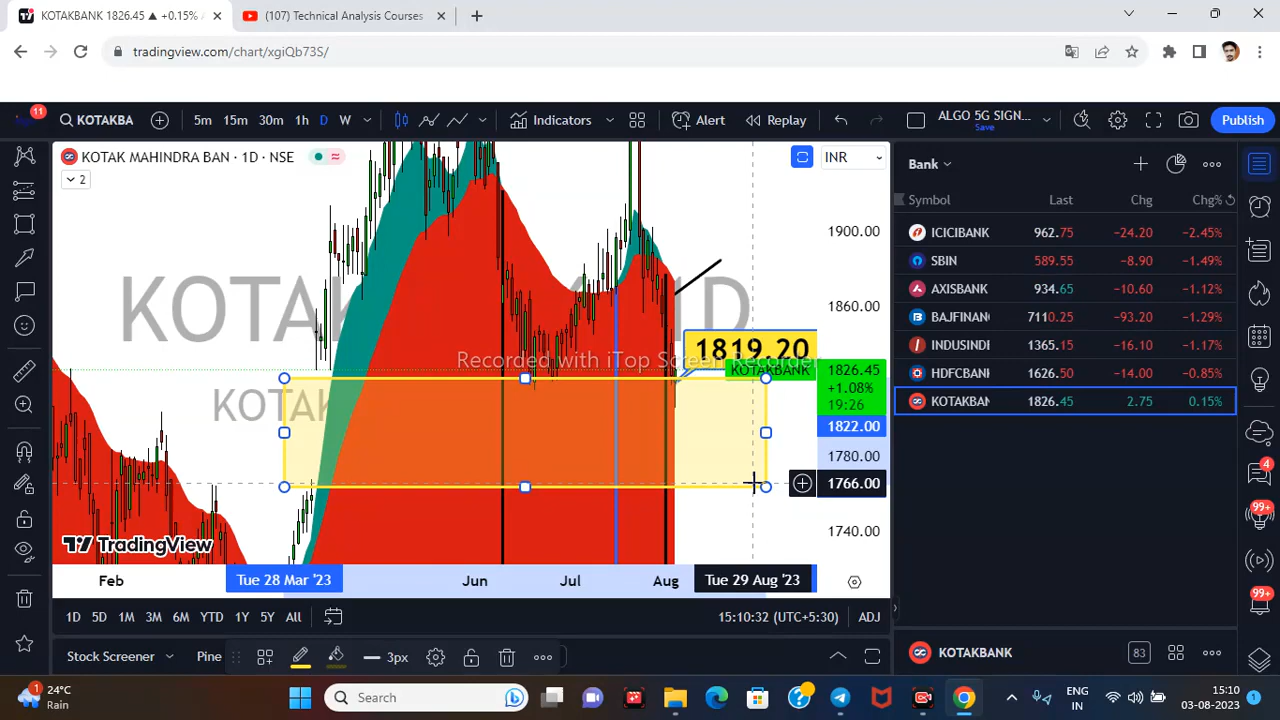 KOTAKBANK 1826.45 ▲ +0.15%
(107) Technical Analysis Courses
tradingview.com/chart/xgiQb73S/
11
KOTAKBA
5m 15m 30m 1h D W
Indicators
Alert
Replay
ALGO 5G SIGN...
Save
Publish
KOTAK MAHINDRA BAN · 1D · NSE
2
INR
1900.00
1860.00
1819.20
Recorded with iTop Screen Recorder
KOTAKBANK
1826.45
+1.08%
19:26
1822.00
1780.00
1766.00
1740.00
TradingView
Feb
Tue 28 Mar '23
Jun
Jul
Aug
Tue 29 Aug '23
1D 5D 1M 3M 6M YTD 1Y 5Y All
15:10:32 (UTC+5:30)
ADJ
Stock Screener
Pine
3px
Bank
Symbol Last Chg Chg%
ICICIBANK 962.75 −24.20 −2.45%
SBIN 589.55 −8.90 −1.49%
AXISBANK 934.65 −10.60 −1.12%
BAJFINAN 7110.25 −93.20 −1.29%
INDUSINDI 1365.15 −16.10 −1.17%
HDFCBAN 1626.50 −14.00 −0.85%
KOTAKBAN 1826.45 2.75 0.15%
4
99+
99+
KOTAKBANK
83
1
24°C
Rain
Search
ENG
IN
15:10
03-08-2023
1